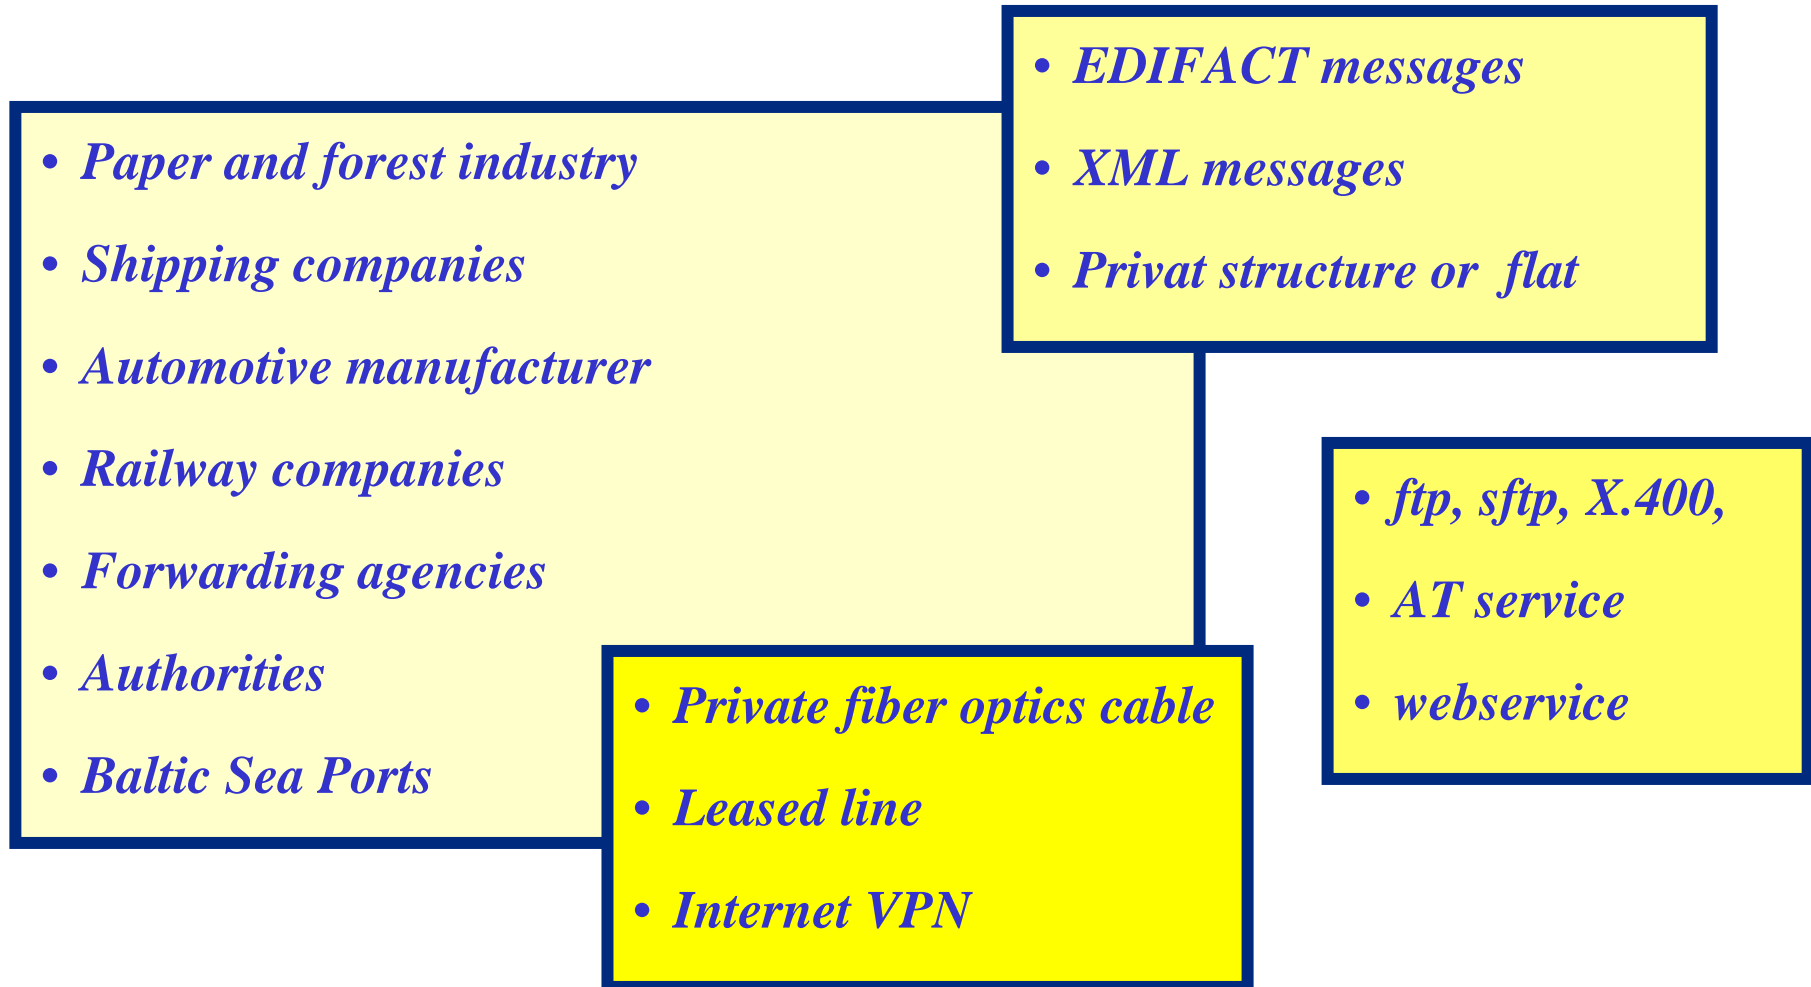 • Paper and forest industry
• Shipping companies
• Automotive manufacturer
• Railway companies
• Forwarding agencies
• Authorities
• Baltic Sea Ports
• EDIFACT messages
• XML messages
• Privat structure or flat
• ftp, sftp, X.400,
• AT service
• webservice
• Private fiber optics cable
• Leased line
• Internet VPN